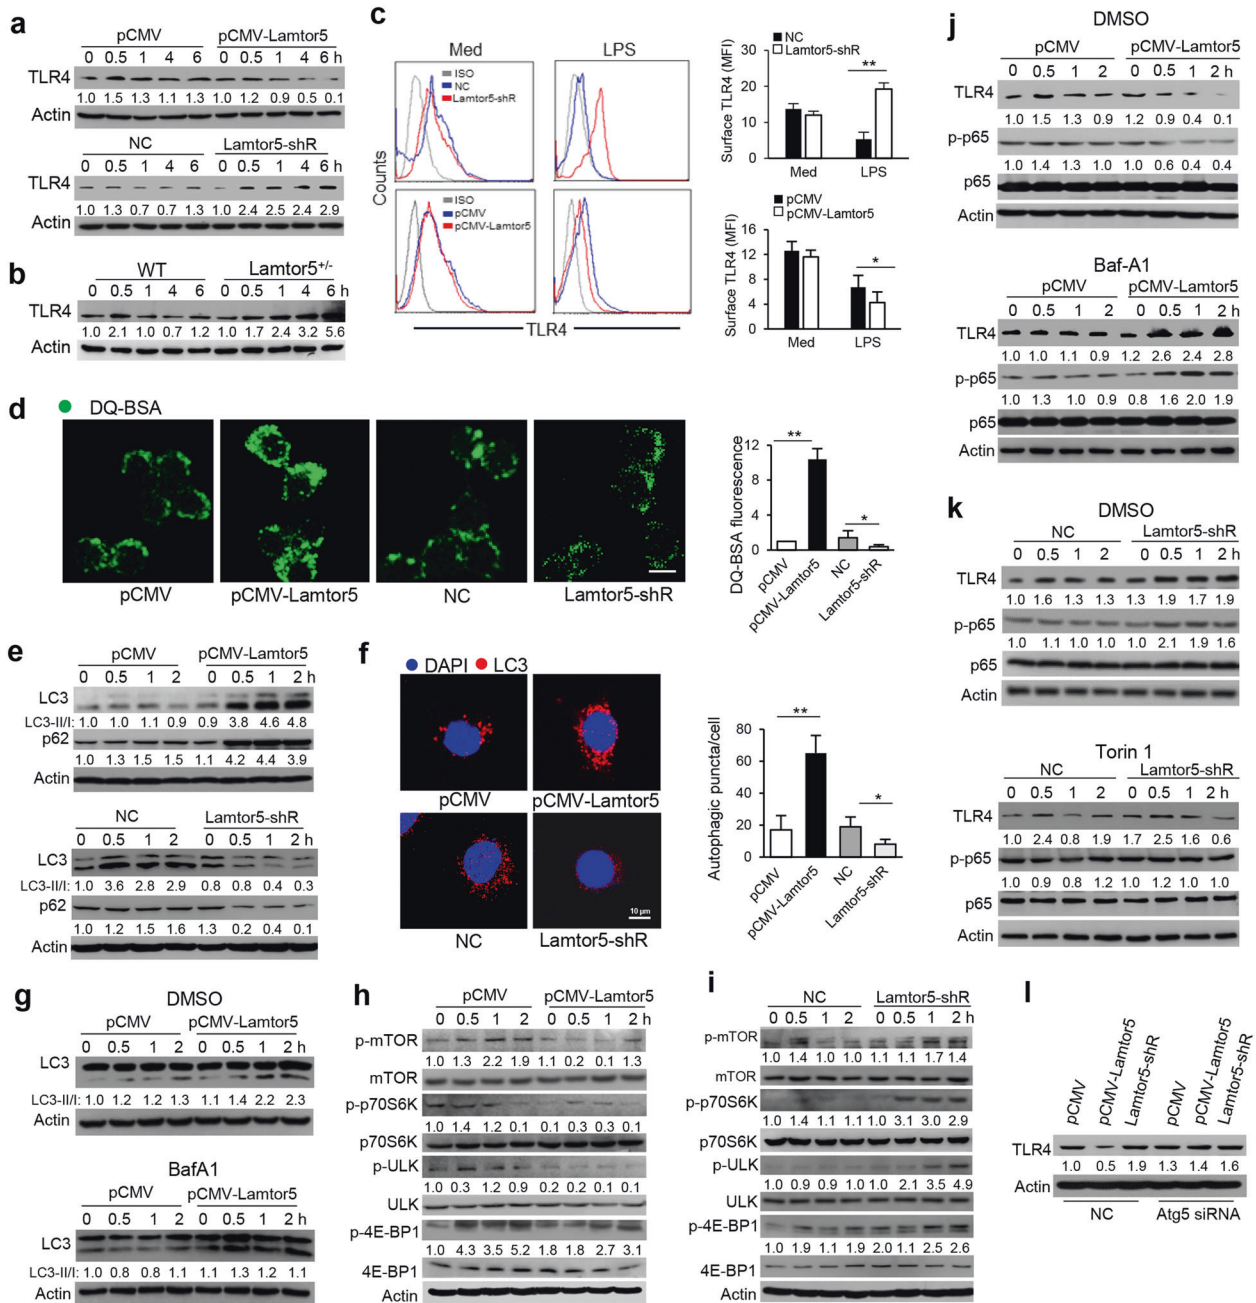 a
pCMV pCMV-Lamtor5
0 0.5 1 4 6 0 0.5 1 4 6 h
TLR4
1.0 1.5 1.3 1.1 1.3 1.0 1.2 0.9 0.5 0.1
Actin
NC Lamtor5-shR
0 0.5 1 4 6 0 0.5 1 4 6 h
TLR4
1.0 1.3 0.7 0.7 1.3 1.0 2.4 2.5 2.4 2.9
Actin
b
WT Lamtor5+/-
0 0.5 1 4 6 0 0.5 1 4 6 h
TLR4
1.0 2.1 1.0 0.7 1.2 1.0 1.7 2.4 3.2 5.6
Actin
c
Med LPS
ISO
NC
Lamtor5-shR
ISO
pCMV
pCMV-Lamtor5
Counts
TLR4
NC
Lamtor5-shR
Surface TLR4 (MFI)
30
20
10
0
**
Med LPS
pCMV
pCMV-Lamtor5
Surface TLR4 (MFI)
16
12
8
4
0
*
Med LPS
d
DQ-BSA
pCMV pCMV-Lamtor5 NC Lamtor5-shR
DQ-BSA fluorescence
12
8
4
0
**
*
pCMV
pCMV-Lamtor5
NC
Lamtor5-shR
e
pCMV pCMV-Lamtor5
0 0.5 1 2 0 0.5 1 2 h
LC3
LC3-II/I: 1.0 1.0 1.1 0.9 0.9 3.8 4.6 4.8
p62
1.0 1.3 1.5 1.5 1.1 4.2 4.4 3.9
Actin
NC Lamtor5-shR
0 0.5 1 2 0 0.5 1 2 h
LC3
LC3-II/I: 1.0 3.6 2.8 2.9 0.8 0.8 0.4 0.3
p62
1.0 1.2 1.5 1.6 1.3 0.2 0.4 0.1
Actin
f
DAPI LC3
pCMV pCMV-Lamtor5
10 μm
NC Lamtor5-shR
Autophagic puncta/cell
80
60
40
20
0
**
*
pCMV
pCMV-Lamtor5
NC
Lamtor5-shR
g
DMSO
pCMV pCMV-Lamtor5
0 0.5 1 2 0 0.5 1 2 h
LC3
LC3-II/I: 1.0 1.2 1.2 1.3 1.1 1.4 2.2 2.3
Actin
BafA1
pCMV pCMV-Lamtor5
0 0.5 1 2 0 0.5 1 2 h
LC3
LC3-II/I: 1.0 0.8 0.8 1.1 1.1 1.3 1.2 1.1
Actin
h
pCMV pCMV-Lamtor5
0 0.5 1 2 0 0.5 1 2 h
p-mTOR
1.0 1.3 2.2 1.9 1.1 0.2 0.1 1.3
mTOR
p-p70S6K
1.0 1.4 1.2 0.1 0.1 0.3 0.3 0.1
p70S6K
p-ULK
1.0 0.3 1.2 0.9 0.2 0.2 0.1 0.1
ULK
p-4E-BP1
1.0 4.3 3.5 5.2 1.8 1.8 2.7 3.1
4E-BP1
Actin
i
NC Lamtor5-shR
0 0.5 1 2 0 0.5 1 2 h
p-mTOR
1.0 1.4 1.0 1.0 1.1 1.1 1.7 1.4
mTOR
p-p70S6K
1.0 1.4 1.1 1.1 1.0 3.1 3.0 2.9
p70S6K
p-ULK
1.0 0.9 0.9 1.0 1.0 2.1 3.5 4.9
ULK
p-4E-BP1
1.0 1.9 1.1 1.9 2.0 1.1 2.5 2.6
4E-BP1
Actin
j
DMSO
pCMV pCMV-Lamtor5
0 0.5 1 2 0 0.5 1 2 h
TLR4
1.0 1.5 1.3 0.9 1.2 0.9 0.4 0.1
p-p65
1.0 1.4 1.3 1.0 1.0 0.6 0.4 0.4
p65
Actin
Baf-A1
pCMV pCMV-Lamtor5
0 0.5 1 2 0 0.5 1 2 h
TLR4
1.0 1.0 1.1 0.9 1.2 2.6 2.4 2.8
p-p65
1.0 1.3 1.0 0.9 0.8 1.6 2.0 1.9
p65
Actin
k
DMSO
NC Lamtor5-shR
0 0.5 1 2 0 0.5 1 2 h
TLR4
1.0 1.6 1.3 1.3 1.3 1.9 1.7 1.9
p-p65
1.0 1.1 1.0 1.0 1.0 2.1 1.9 1.6
p65
Actin
Torin 1
NC Lamtor5-shR
0 0.5 1 2 0 0.5 1 2 h
TLR4
1.0 2.4 0.8 1.9 1.7 2.5 1.6 0.6
p-p65
1.0 0.9 0.8 1.2 1.0 1.2 1.0 1.0
p65
Actin
l
pCMV pCMV-Lamtor5 Lamtor5-shR pCMV pCMV-Lamtor5 Lamtor5-shR
TLR4
1.0 0.5 1.9 1.3 1.4 1.6
Actin
NC Atg5 siRNA